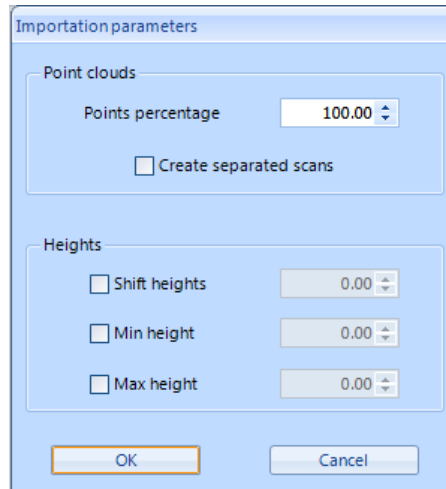 Importation parameters
Point clouds
Points percentage 100.00
Create separated scans
Heights
Shift heights 0.00
Min height 0.00
Max height 0.00
OK Cancel